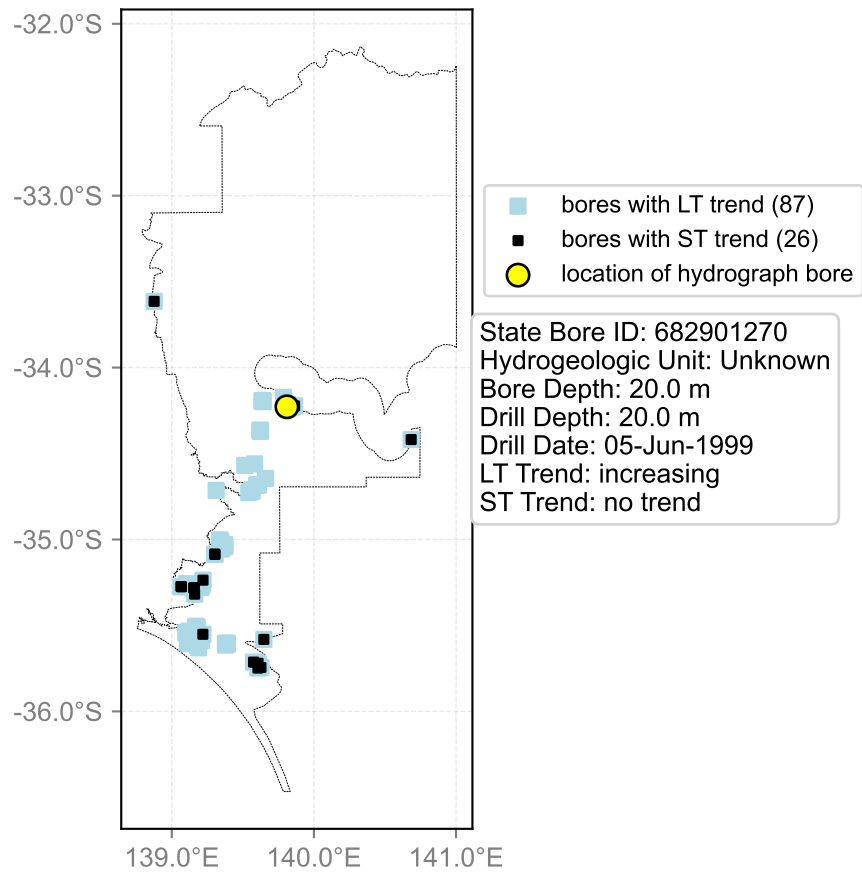 -32.0°S
-33.0°S
-34.0°S
-35.0°S
-36.0°S
139.0°E
140.0°E
141.0°E
bores with LT trend (87)
bores with ST trend (26)
location of hydrograph bore
State Bore ID: 682901270
Hydrogeologic Unit: Unknown
Bore Depth: 20.0 m
Drill Depth: 20.0 m
Drill Date: 05-Jun-1999
LT Trend: increasing
ST Trend: no trend